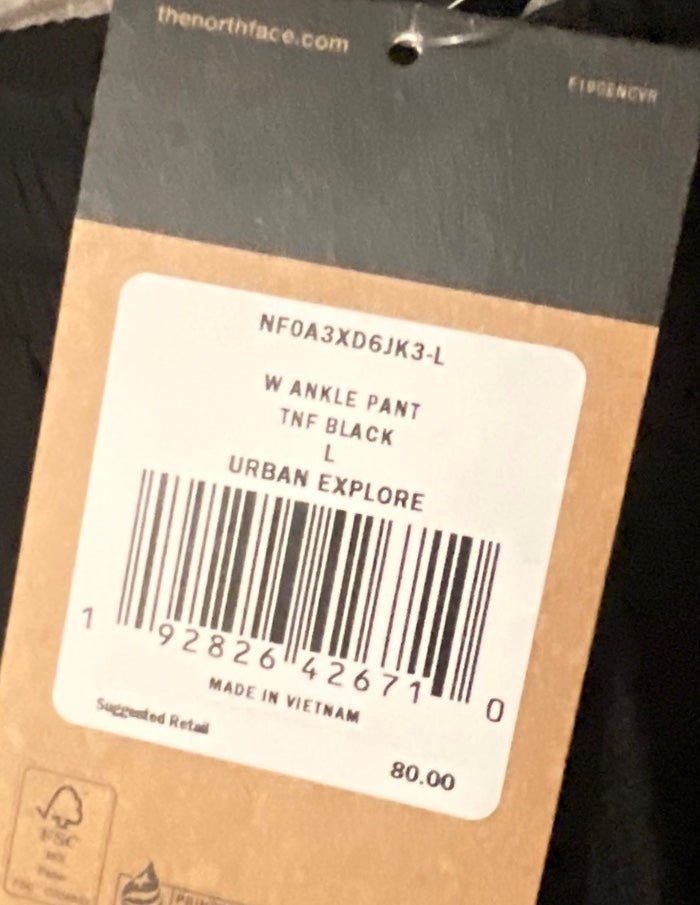 thenorthface.com
NF0A3XD6JK3-L
W ANKLE PANT
TNF BLACK
L
URBAN EXPLORE
1 92826 42671 0
MADE IN VIETNAM
Suggested Retail
80.00
FSC